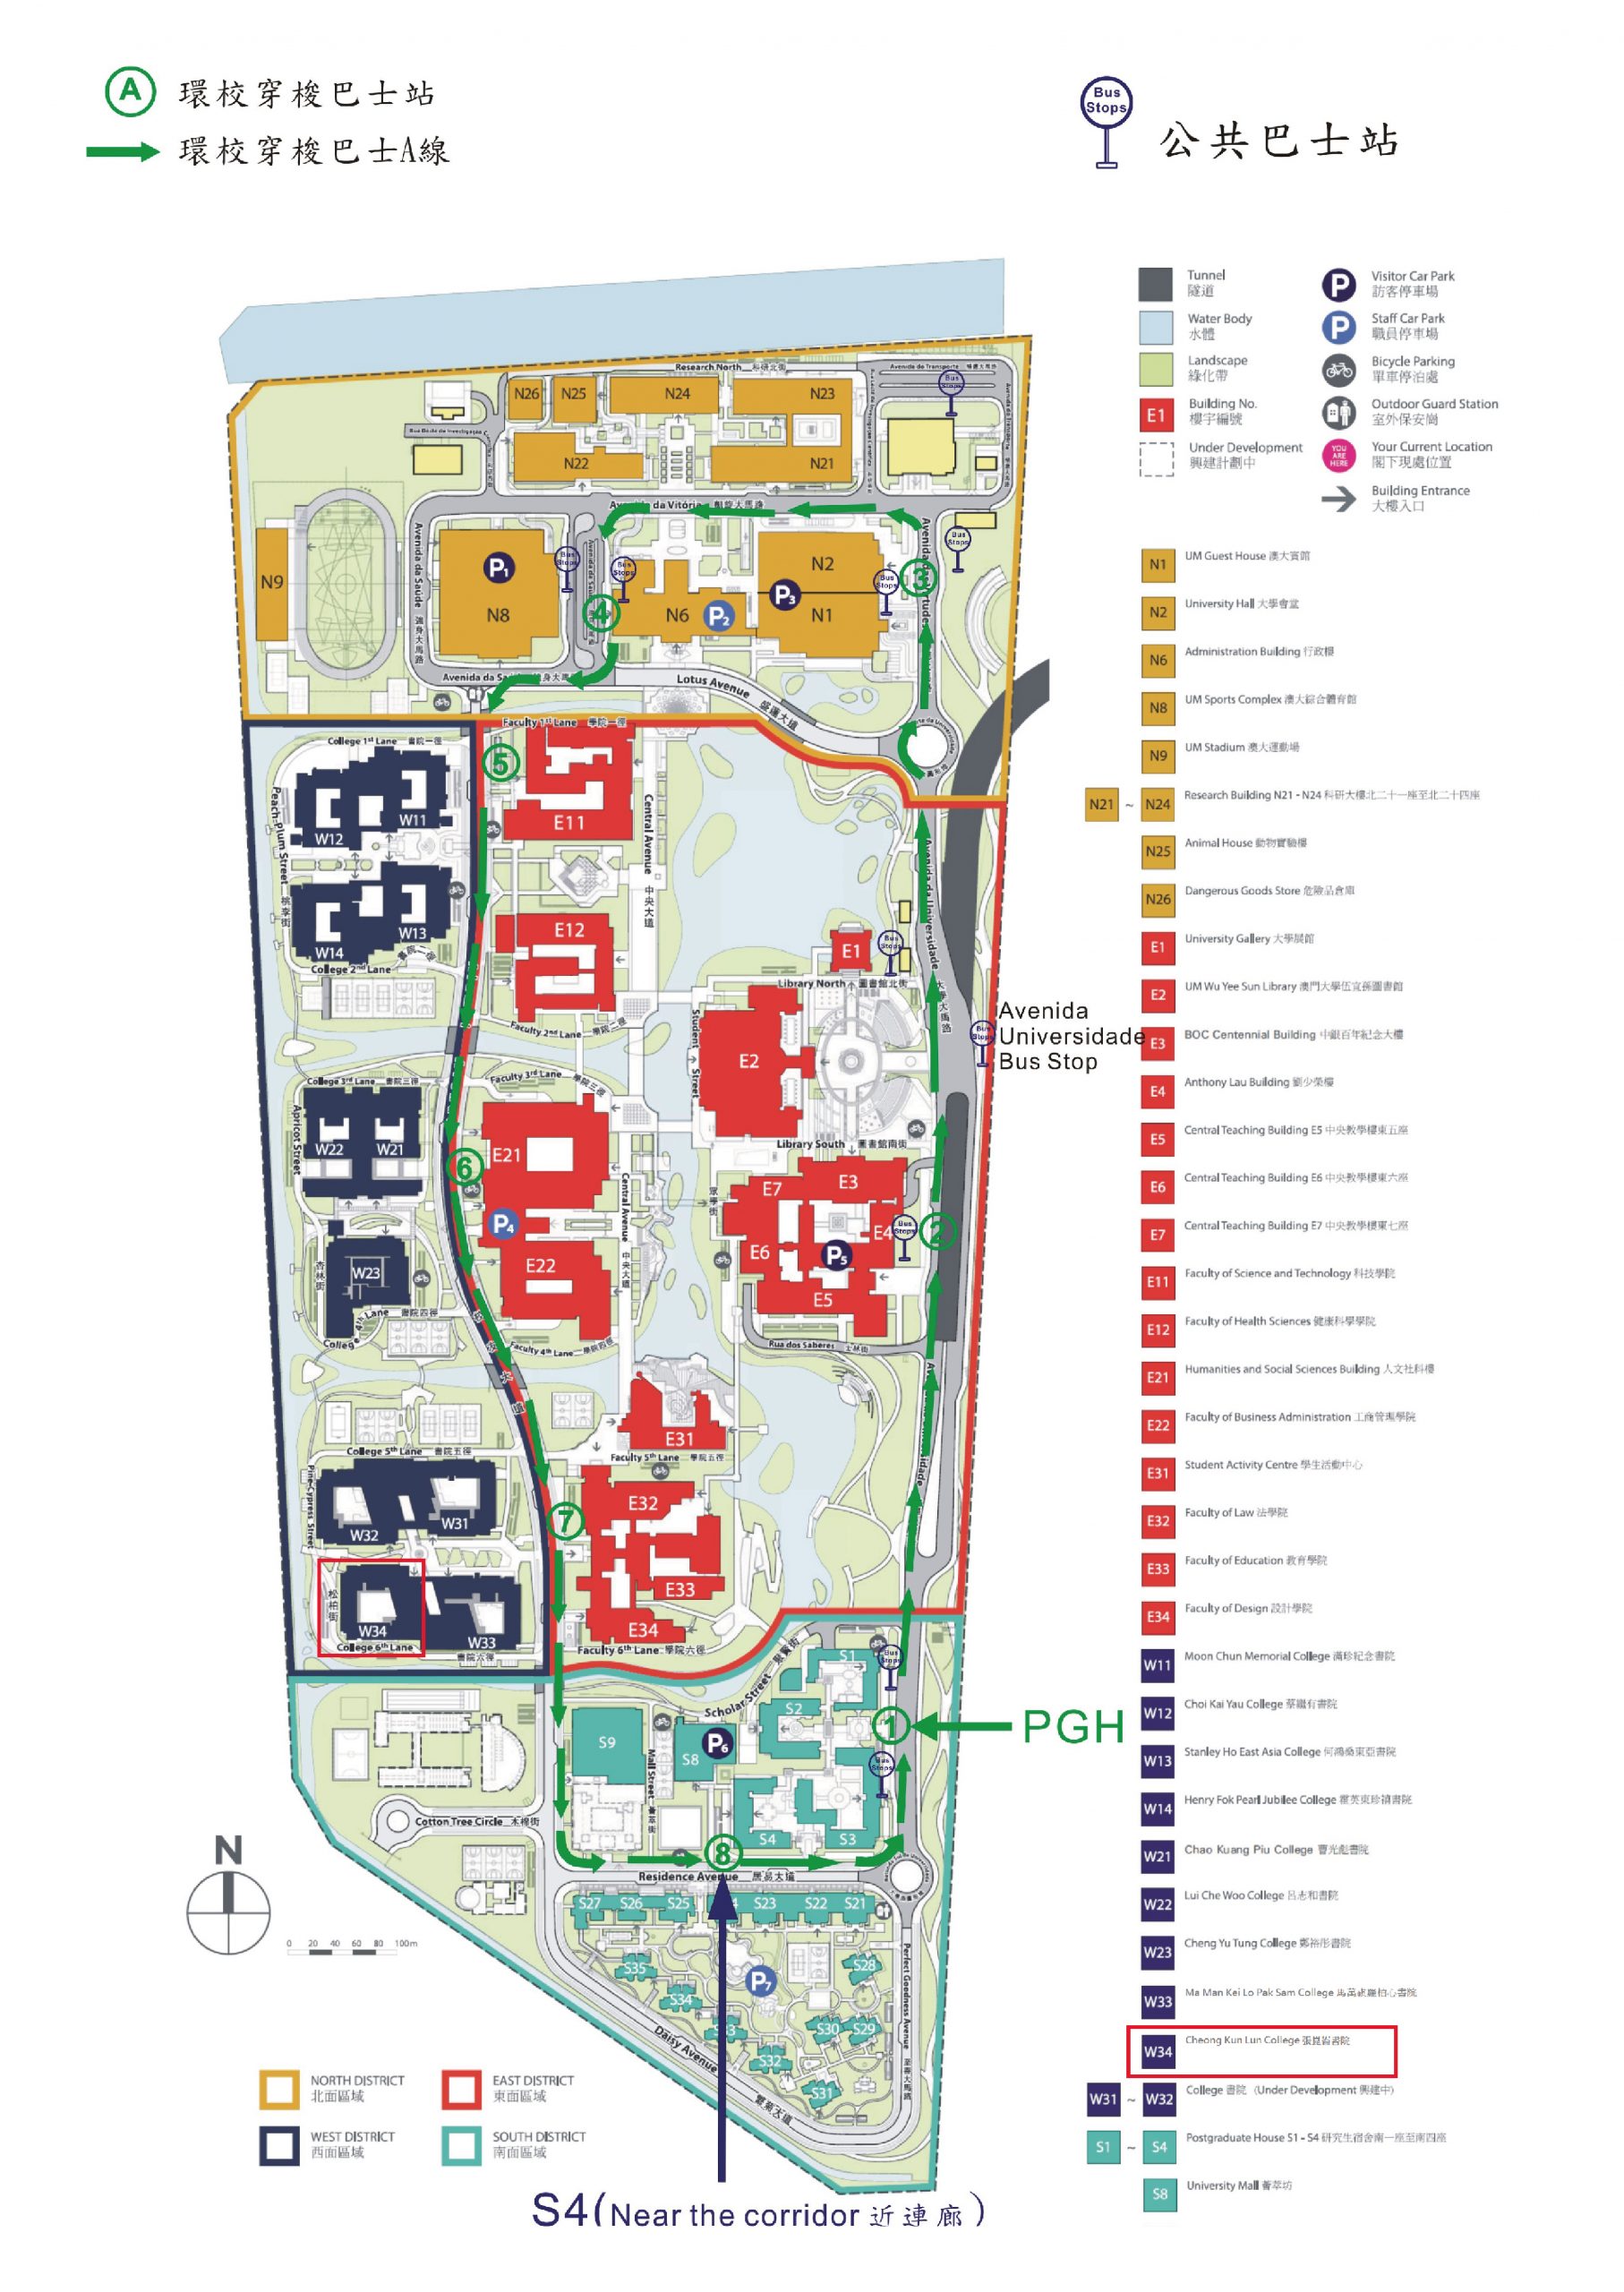 A 環校穿梭巴士站
環校穿梭巴士A線
Bus Stops
公共巴士站
Tunnel
隧道
Water Body
水體
Landscape
綠化帶
E1 Building No.
樓宇編號
Under Development
興建計劃中
P Visitor Car Park
訪客停車場
P Staff Car Park
職員停車場
Bicycle Parking
單車停泊處
Outdoor Guard Station
室外保安崗
YOU ARE HERE
Your Current Location
閣下現處位置
Building Entrance
大樓入口
Research North 科研北街
N26 N25 N24 N23
N22 N21
Avenida da Vitória
Avenida da Saúde 強身大馬路
N9
P1
N8
N2
P3
N6 P2 N1
3
4
Lotus Avenue 盛蓮大道
Faculty 1st Lane 學院一徑
College 1st Lane 書院一徑
5
Peach-Plum Street 桃李街
W12 W11
E11
Central Avenue 中央大道
W14 W13
E12
College 2nd Lane 書院二徑
E1
Library North 圖書館北街
Avenida da Universidade 大學大馬路
Faculty 2nd Lane 學院二徑
Avenida
Universidade
Bus Stop
E2
Student Street
College 3rd Lane 書院三徑
Faculty 3rd Lane 學院三徑
Apricot Street
W22 W21
6
E21
Library South 圖書館南街
E7 E3
P4
Central Avenue 中央大道
E4
2
E6 P5
W23
杏林街
E22
E5
College 4th Lane 書院四徑
Faculty 4th Lane 學院四徑
Rua dos Saberes 士林街
E31
College 5th Lane 書院五徑
Faculty 5th Lane 學院五徑
Pine-Cypress Street
W32 W31
7
E32
E33
松柏街
W34 W33
E34
College 6th Lane
書院六徑
Faculty 6th Lane 學院六徑
S1
Scholar Street
S2
1
PGH
S9
S8 P6
Mall Street
S4 S3
Cotton Tree Circle 木棉街
8
Residence Avenue 居易大道
S27 S26 S25 S23 S22 S21
S35
P7
S28
S34
S30 S29
S32
S31
Daisy Avenue 雛菊大道
Perfect Goodness Avenue 至善大馬路
N
0 20 40 60 80 100m
S4(Near the corridor 近連廊)
NORTH DISTRICT
北面區域
EAST DISTRICT
東面區域
WEST DISTRICT
西面區域
SOUTH DISTRICT
南面區域
N1 UM Guest House 澳大賓館
N2 University Hall 大學會堂
N6 Administration Building 行政樓
N8 UM Sports Complex 澳大綜合體育館
N9 UM Stadium 澳大運動場
N21 ~ N24 Research Building N21 - N24 科研大樓北二十一座至北二十四座
N25 Animal House 動物實驗樓
N26 Dangerous Goods Store 危險品倉庫
E1 University Gallery 大學展館
E2 UM Wu Yee Sun Library 澳門大學伍宜孫圖書館
E3 BOC Centennial Building 中銀百年紀念大樓
E4 Anthony Lau Building 劉少榮樓
E5 Central Teaching Building E5 中央教學樓東五座
E6 Central Teaching Building E6 中央教學樓東六座
E7 Central Teaching Building E7 中央教學樓東七座
E11 Faculty of Science and Technology 科技學院
E12 Faculty of Health Sciences 健康科學學院
E21 Humanities and Social Sciences Building 人文社科樓
E22 Faculty of Business Administration 工商管理學院
E31 Student Activity Centre 學生活動中心
E32 Faculty of Law 法學院
E33 Faculty of Education 教育學院
E34 Faculty of Design 設計學院
W11 Moon Chun Memorial College 滿珍紀念書院
W12 Choi Kai Yau College 蔡繼有書院
W13 Stanley Ho East Asia College 何鴻燊東亞書院
W14 Henry Fok Pearl Jubilee College 霍英東珍禧書院
W21 Chao Kuang Piu College 曹光彪書院
W22 Lui Che Woo College 呂志和書院
W23 Cheng Yu Tung College 鄭裕彤書院
W33 Ma Man Kei Lo Pak Sam College 馬萬祺羅柏心書院
W34 Cheong Kun Lun College 張崑崙書院
W31 ~ W32 College 書院 (Under Development 興建中)
S1 ~ S4 Postgraduate House S1 - S4 研究生宿舍南一座至南四座
S8 University Mall 薈萃坊